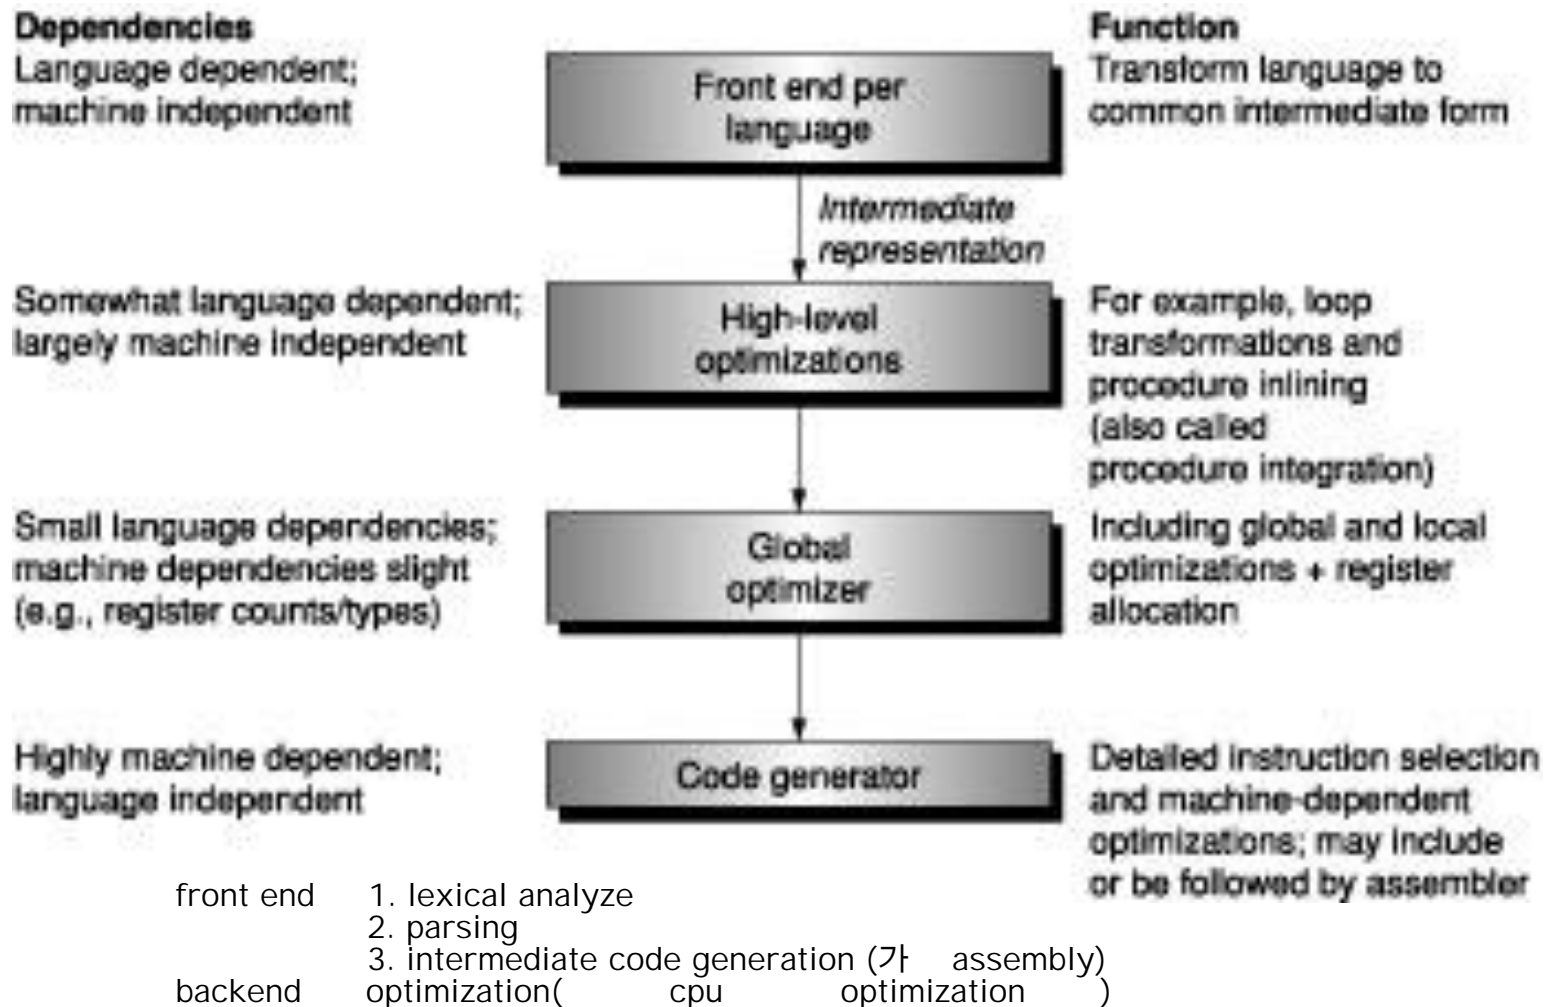 Dependencies
Language dependent;
machine independent
Front end per
language
Function
Transform language to
common intermediate form
Intermediate
representation
Somewhat language dependent;
largely machine independent
High-level
optimizations
For example, loop
transformations and
procedure inlining
(also called
procedure integration)
Small language dependencies;
machine dependencies slight
(e.g., register counts/types)
Global
optimizer
Including global and local
optimizations + register
allocation
Highly machine dependent;
language independent
Code generator
Detailed instruction selection
and machine-dependent
optimizations; may include
or be followed by assembler
front end 1. lexical analyze
2. parsing
3. intermediate code generation (가 assembly)
backend optimization( cpu optimization )